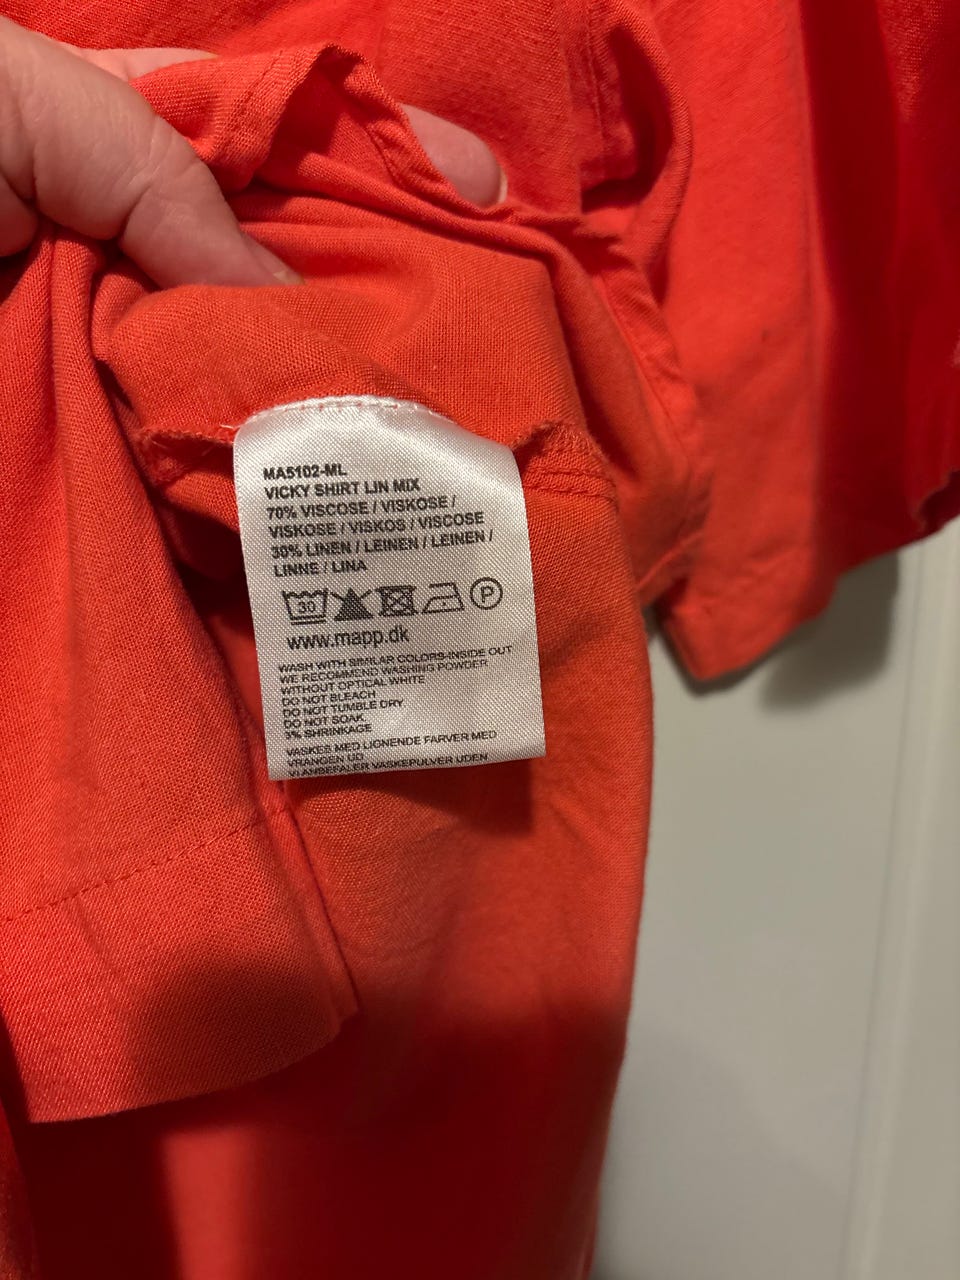 MA5102-ML
VICKY SHIRT LIN MIX
70% VISCOSE / VISKOSE /
VISKOSE / VISKOS / VISCOSE
30% LINEN / LEINEN / LEINEN /
LINNE / LINA
30 P
www.mapp.dk
WASH WITH SIMILAR COLORS-INSIDE OUT
WE RECOMMEND WASHING POWDER
WITHOUT OPTICAL WHITE
DO NOT BLEACH
DO NOT TUMBLE DRY
DO NOT SOAK
3% SHRINKAGE
VASKES MED LIGNENDE FARVER MED
VRANGEN UD
VI ANBEFALER VASKEPULVER UDEN